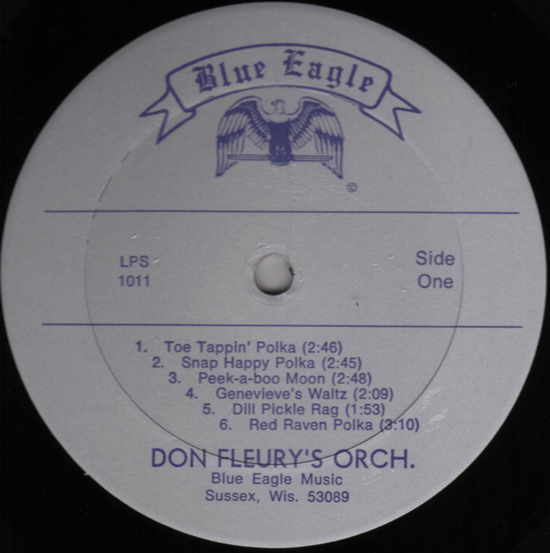 Blue Eagle
©
LPS
1011
Side
One
1. Toe Tappin' Polka (2:46)
2. Snap Happy Polka (2:45)
3. Peek-a-boo Moon (2:48)
4. Genevieve's Waltz (2:09)
5. Dill Pickle Rag (1:53)
6. Red Raven Polka (3:10)
DON FLEURY'S ORCH.
Blue Eagle Music
Sussex, Wis. 53089